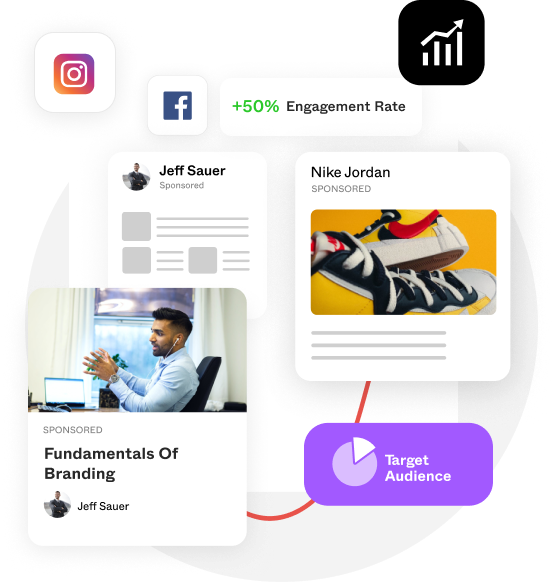 +50% Engagement Rate
Jeff Sauer
Sponsored
Nike Jordan
SPONSORED
SPONSORED
Fundamentals Of
Branding
Jeff Sauer
Target
Audience